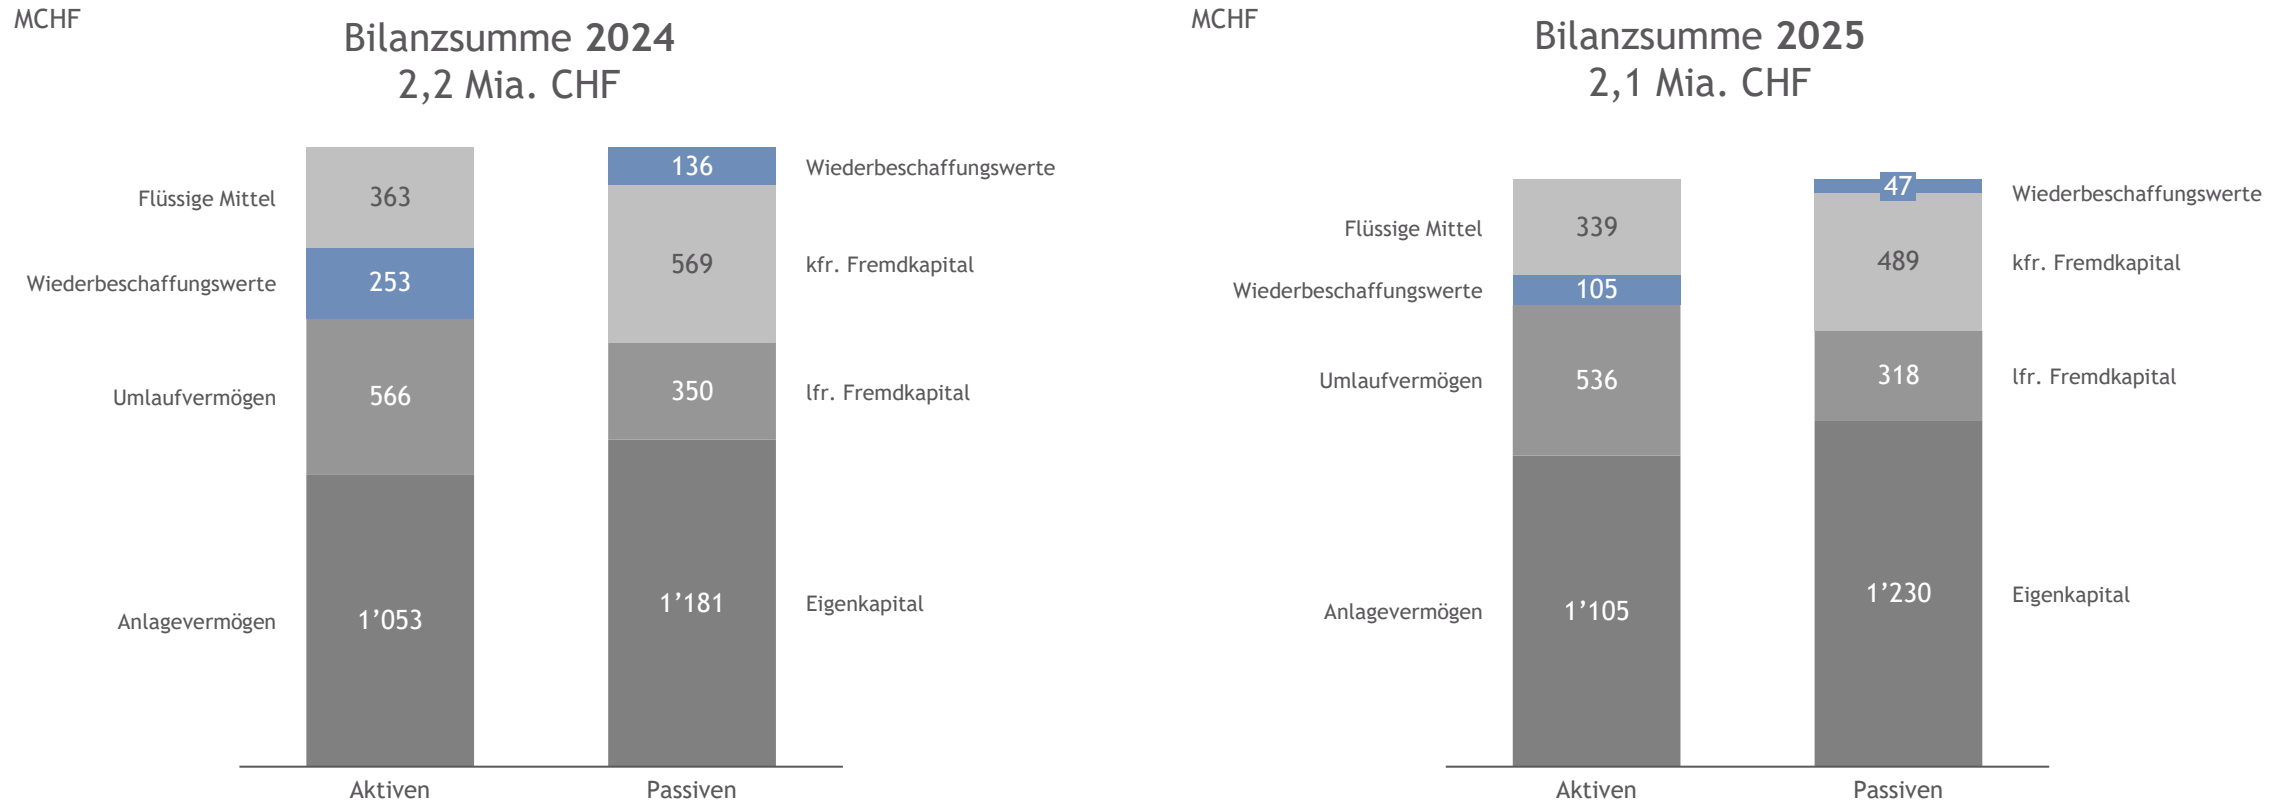 MCHF
Bilanzsumme 2024
2,2 Mia. CHF
Flüssige Mittel
363
Wiederbeschaffungswerte
253
Umlaufvermögen
566
Anlagevermögen
1’053
136
Wiederbeschaffungswerte
569
kfr. Fremdkapital
350
lfr. Fremdkapital
1’181
Eigenkapital
Aktiven
Passiven
MCHF
Bilanzsumme 2025
2,1 Mia. CHF
Flüssige Mittel
339
Wiederbeschaffungswerte
105
Umlaufvermögen
536
Anlagevermögen
1’105
47
Wiederbeschaffungswerte
489
kfr. Fremdkapital
318
lfr. Fremdkapital
1’230
Eigenkapital
Aktiven
Passiven